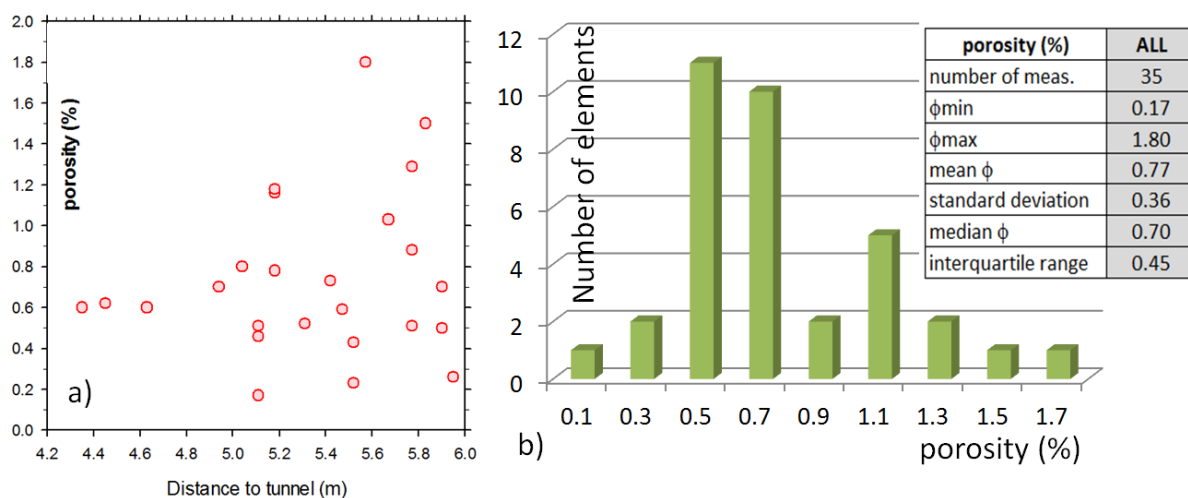 2.0
1.8
1.6
1.4
1.2
1.0
0.8
0.6
0.4
0.2
0.0
porosity (%)
a)
4.2 4.4 4.6 4.8 5.0 5.2 5.4 5.6 5.8 6.0
Distance to tunnel (m)
12
10
8
6
4
2
0
Number of elements
0.1 0.3 0.5 0.7 0.9 1.1 1.3 1.5 1.7
b)
porosity (%)
porosity (%) ALL
number of meas. 35
ϕmin 0.17
ϕmax 1.80
mean ϕ 0.77
standard deviation 0.36
median ϕ 0.70
interquartile range 0.45